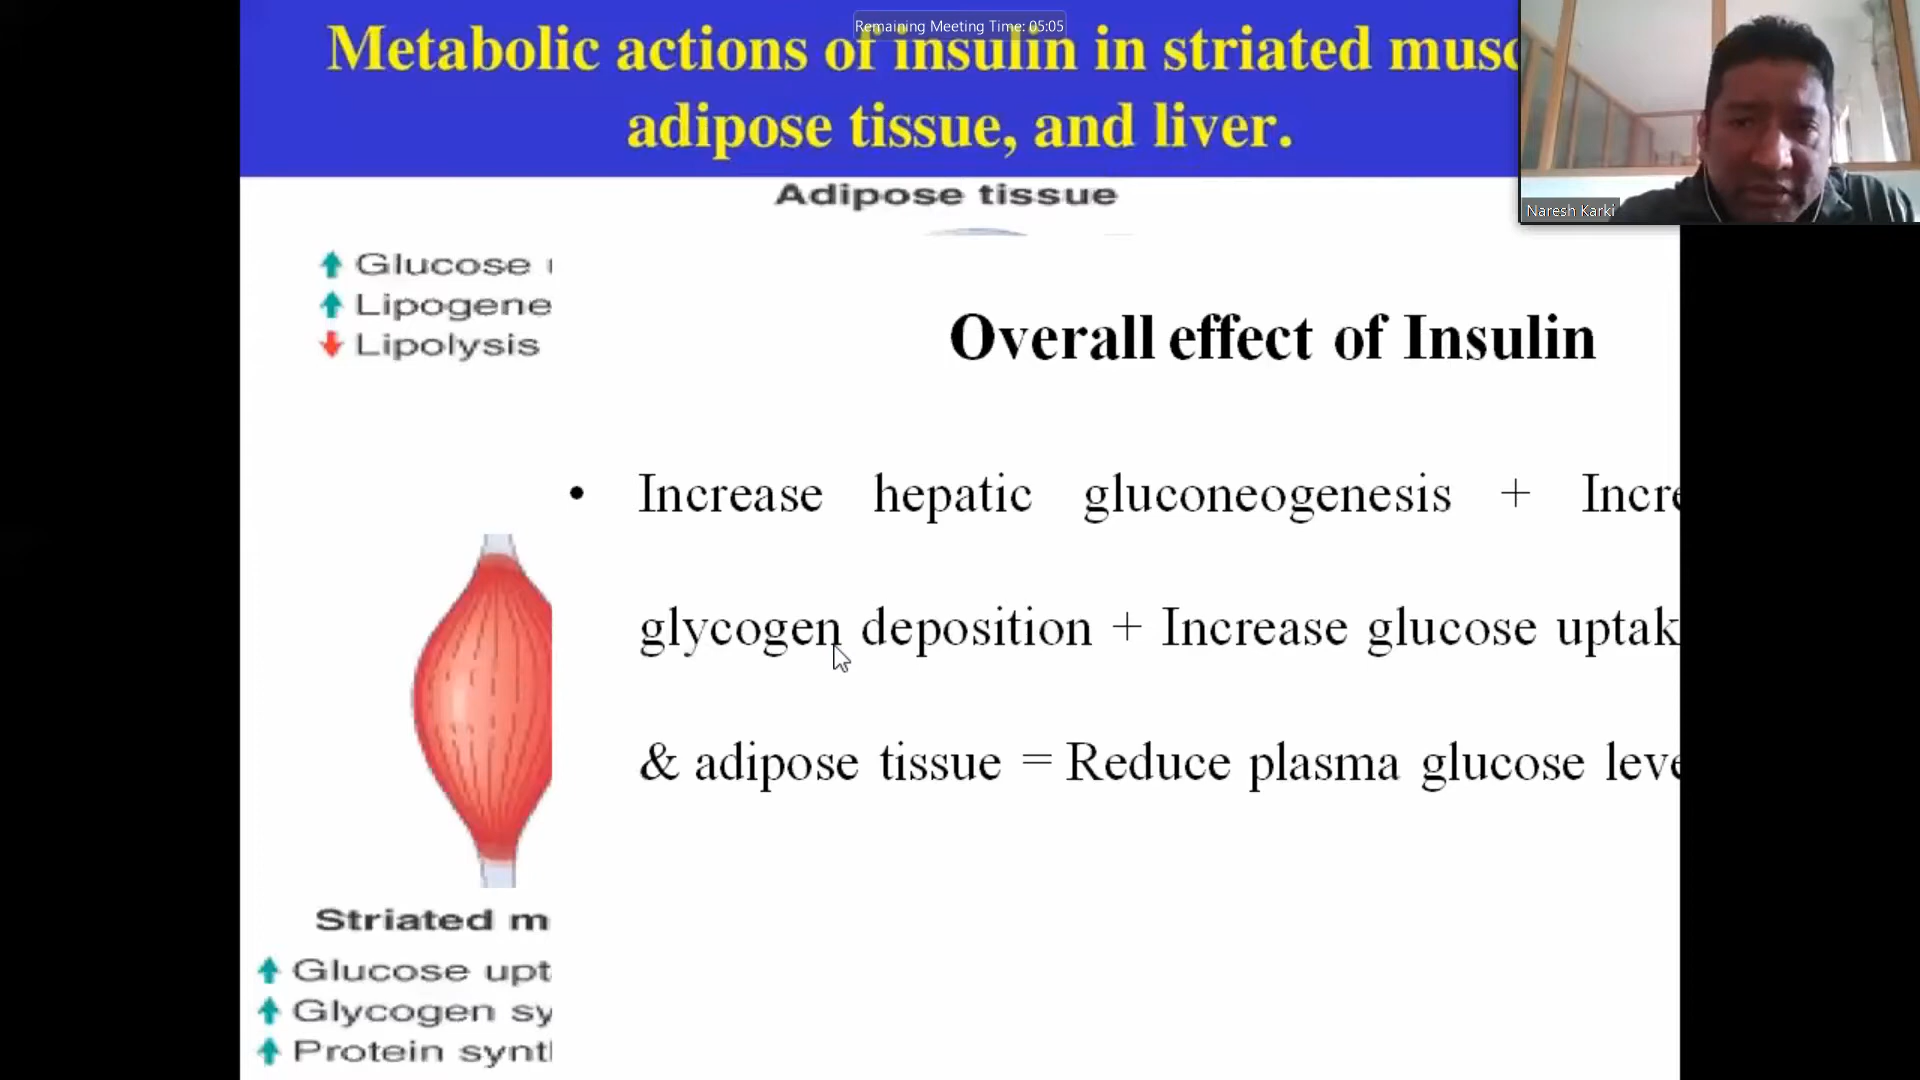 Remaining Meeting Time: 05:05
Metabolic actions of insulin in striated musc
adipose tissue, and liver.
Naresh Karki
Adipose tissue
Glucose
Lipogene
Lipolysis
Overall effect of Insulin
• Increase hepatic gluconeogenesis + Incre
glycogen deposition + Increase glucose uptak
& adipose tissue = Reduce plasma glucose leve
Striated m
Glucose upt
Glycogen sy
Protein synt